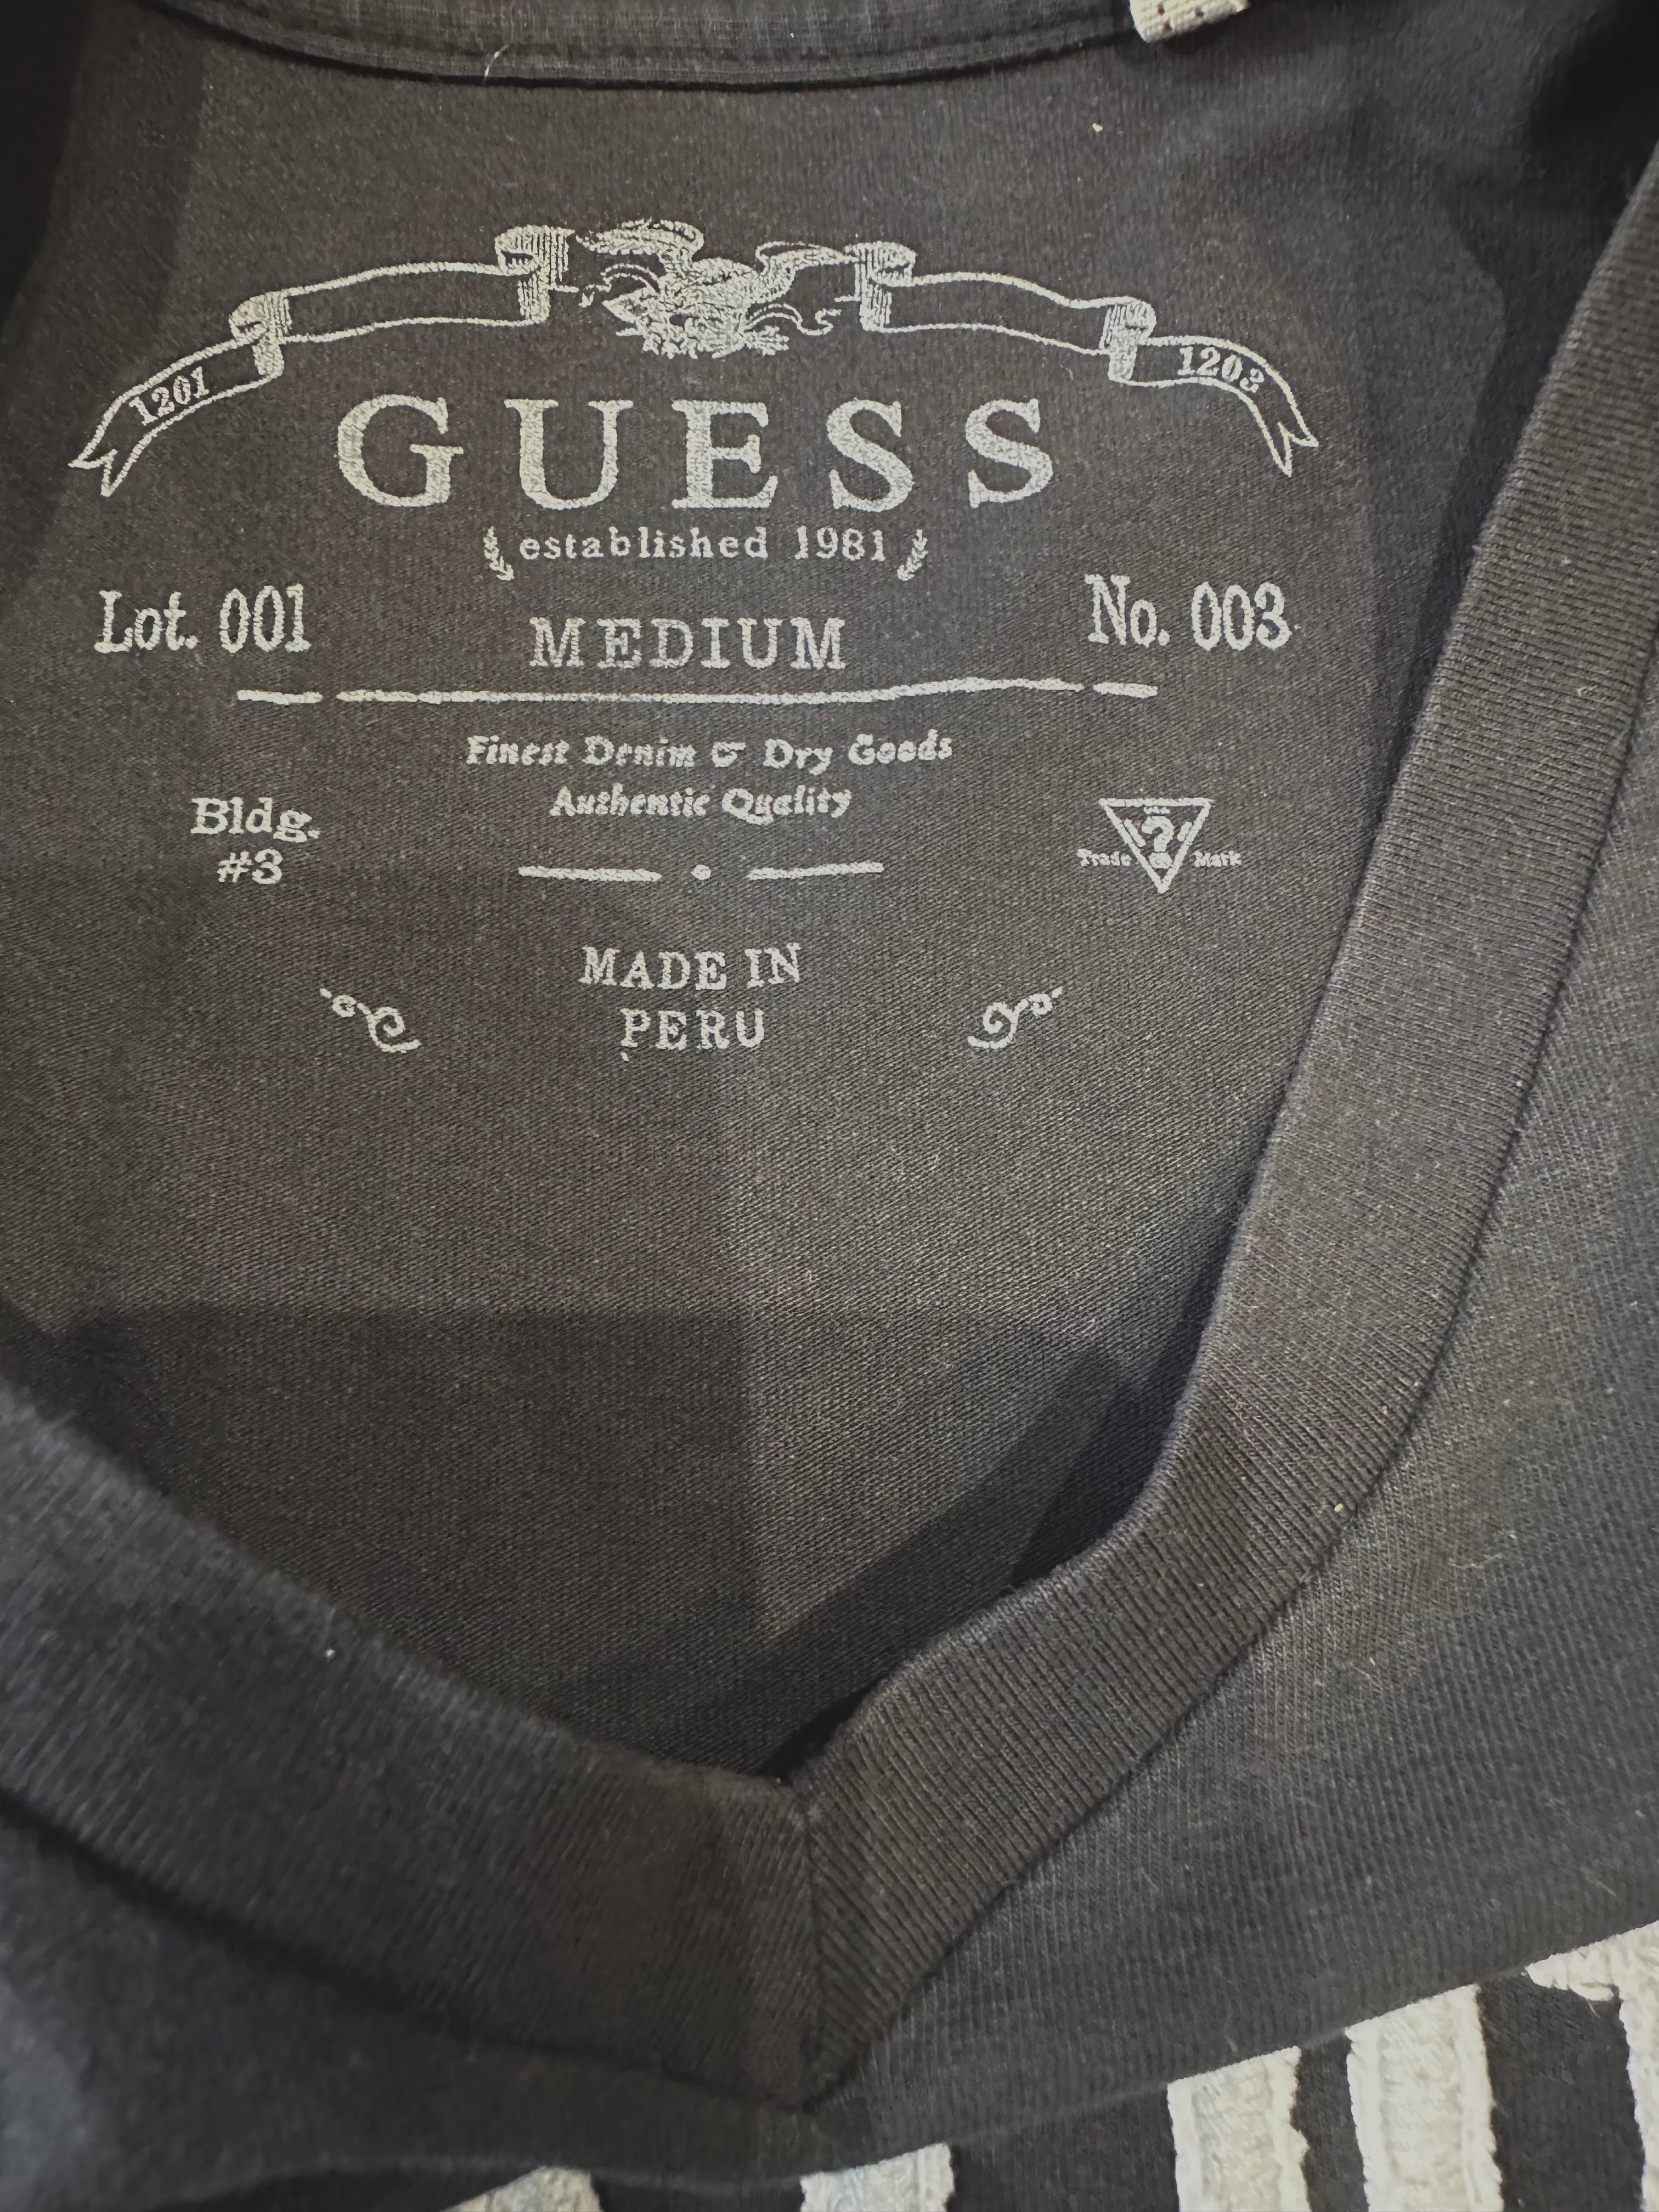 1201
1203
GUESS
established 1981
Lot. 001
MEDIUM
No. 003
Finest Denim & Dry Goods
Authentic Quality
Bldg.
#3
?
Trade Mark
MADE IN
PERU